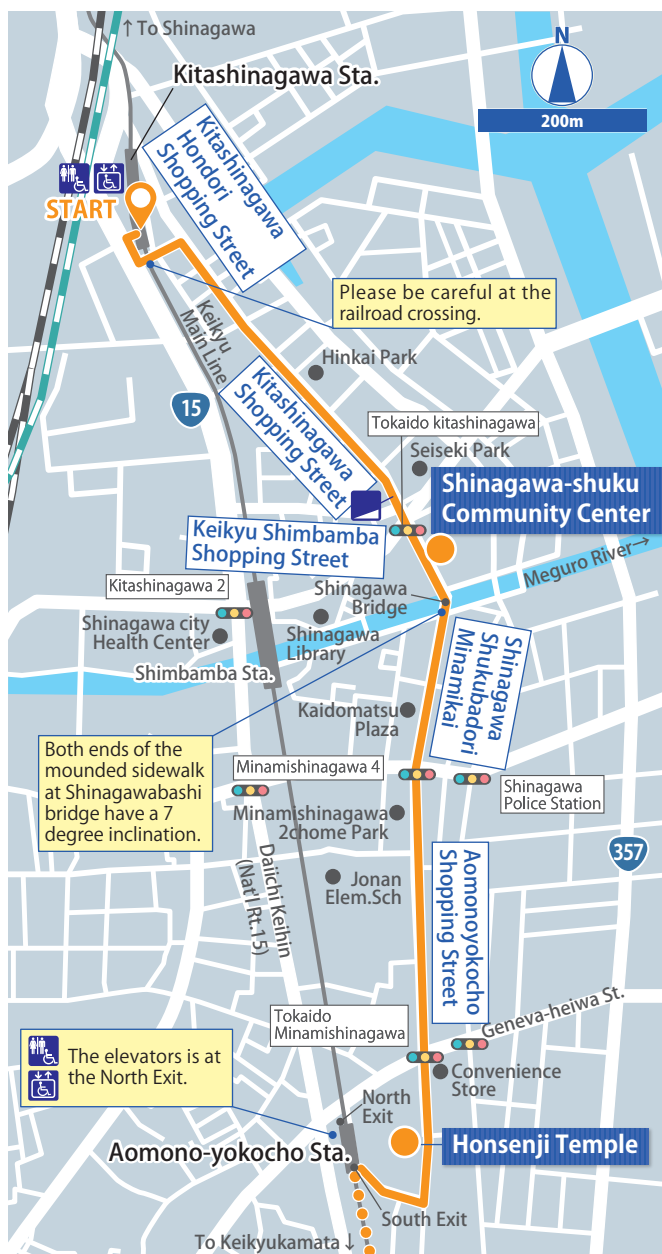 ↑ To Shinagawa
Kitashinagawa Sta.
N
200m
Kitashinagawa
Hondori
Shopping Street
START
Please be careful at the
railroad crossing.
Keikyu
Main Line
Hinkai Park
15
Kitashinagawa
Shopping Street
Tokaido kitashinagawa
Seiseki Park
Shinagawa-shuku
Community Center
Keikyu Shimbamba
Shopping Street
Meguro River→
Kitashinagawa 2
Shinagawa
Bridge
Shinagawa city
Health Center
Shinagawa
Library
Shimbamba Sta.
Shinagawa
Shukubadori
Minamikai
Kaidomatsu
Plaza
Both ends of the
mounded sidewalk
at Shinagawabashi
bridge have a 7
degree inclination.
Minamishinagawa 4
Shinagawa
Police Station
Minamishinagawa
2chome Park
357
Aomonoyokocho
Shopping Street
Jonan
Elem.Sch
Daiichi Keihin
(Nat'l Rt.15)
Tokaido
Minamishinagawa
Geneva-heiwa St.
The elevators is at
the North Exit.
Convenience
Store
North
Exit
Aomono-yokocho Sta.
Honsenji Temple
South Exit
To Keikyukamata ↓